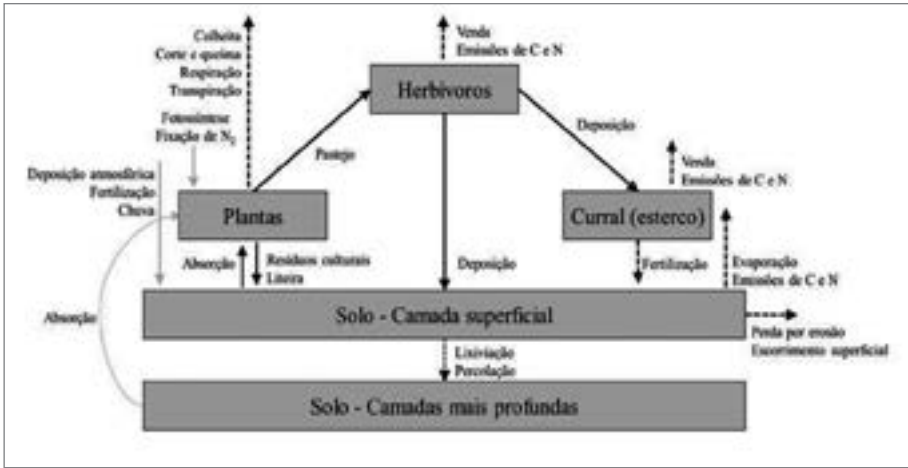 Colheita
Corte e queima
Respiração
Transpiração
Venda
Emissões de C e N
Herbívoros
Fotossíntese
Fixação de N₂
Pastejo
Deposição
Deposição atmosférica
Fertilização
Chuva
Venda
Emissões de C e N
Plantas
Curral (esterco)
Absorção
Resíduos culturais
Liteira
Deposição
Fertilização
Evaporação
Emissões de C e N
Absorção
Solo - Camada superficial
Perda por erosão
Escorrimento superficial
Lixiviação
Percolação
Solo - Camadas mais profundas